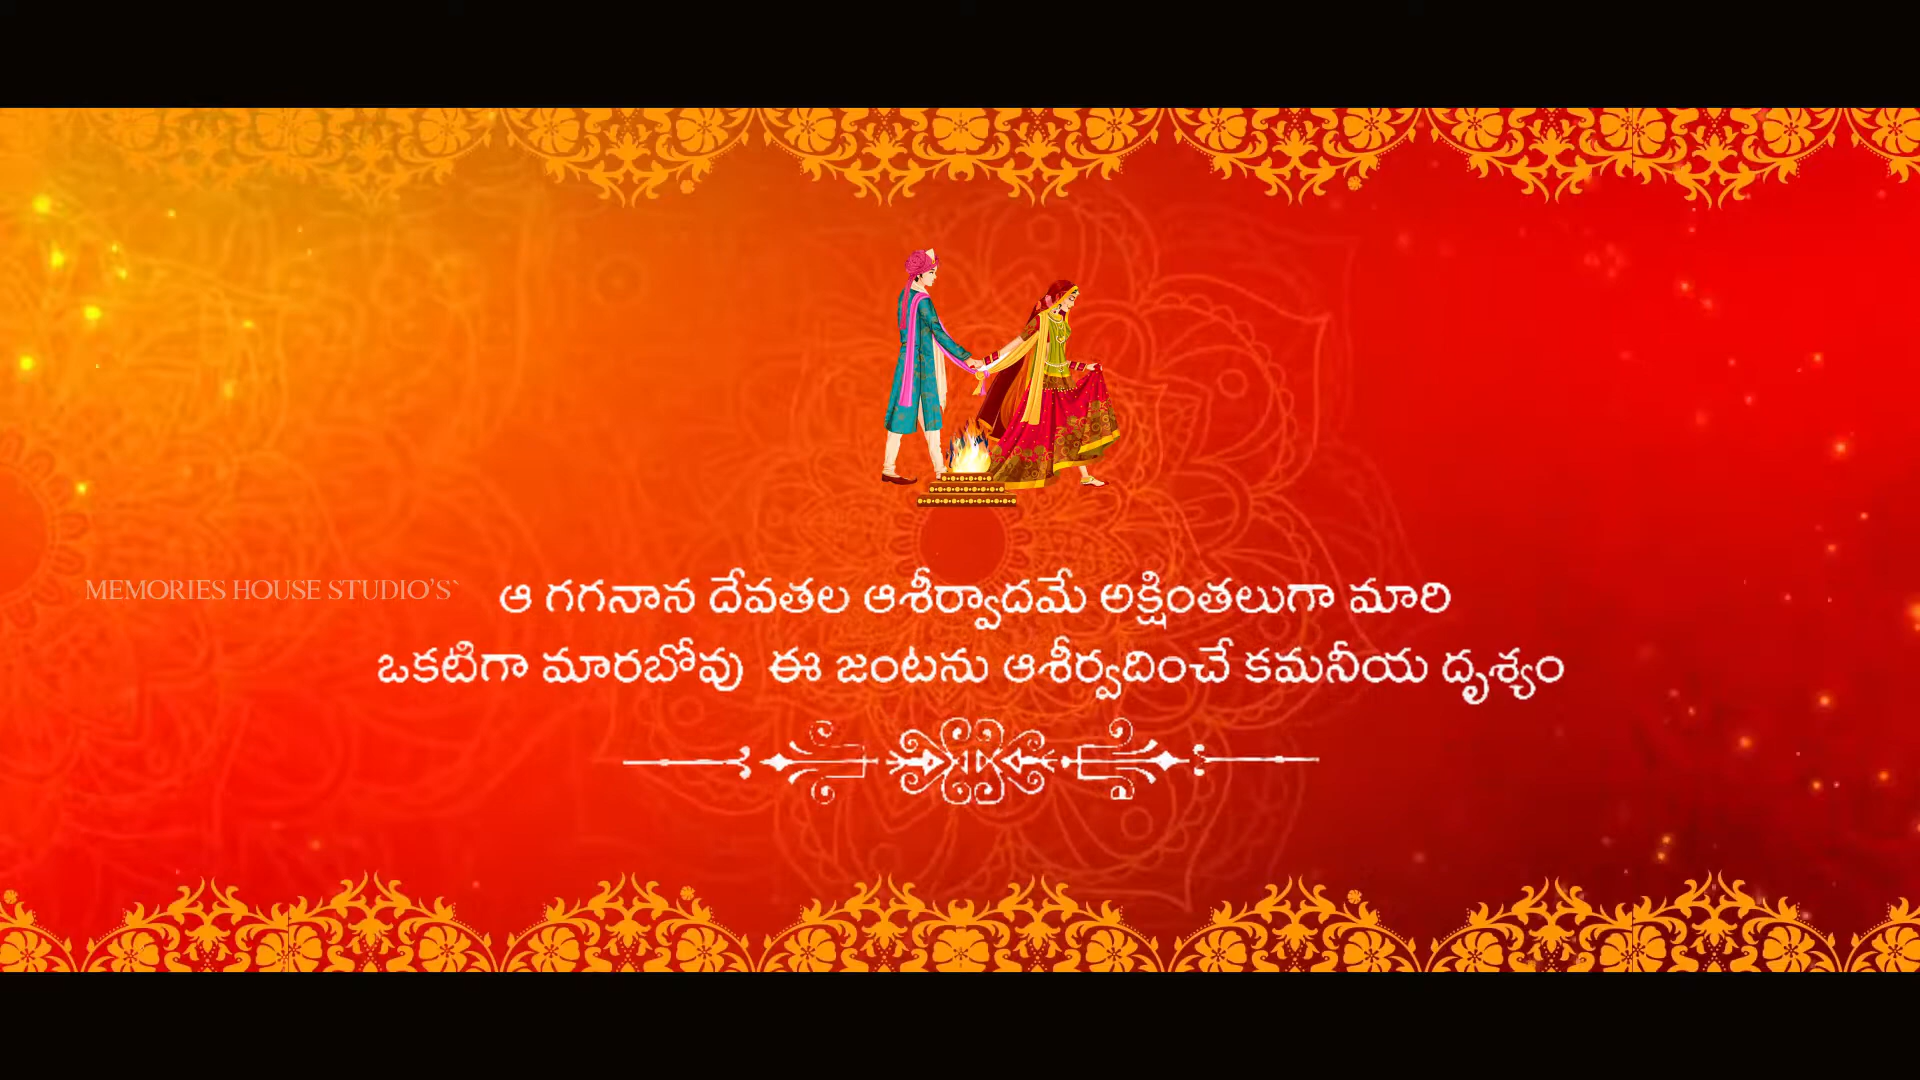 MEMORIES HOUSE STUDIO'S`
ఆ గగనాన దేవతల ఆశీర్వాదమే అక్షింతలుగా మారి
ఒకటిగా మారబోవు ఈ జంటను ఆశీర్వదించే కమనీయ దృశ్యం